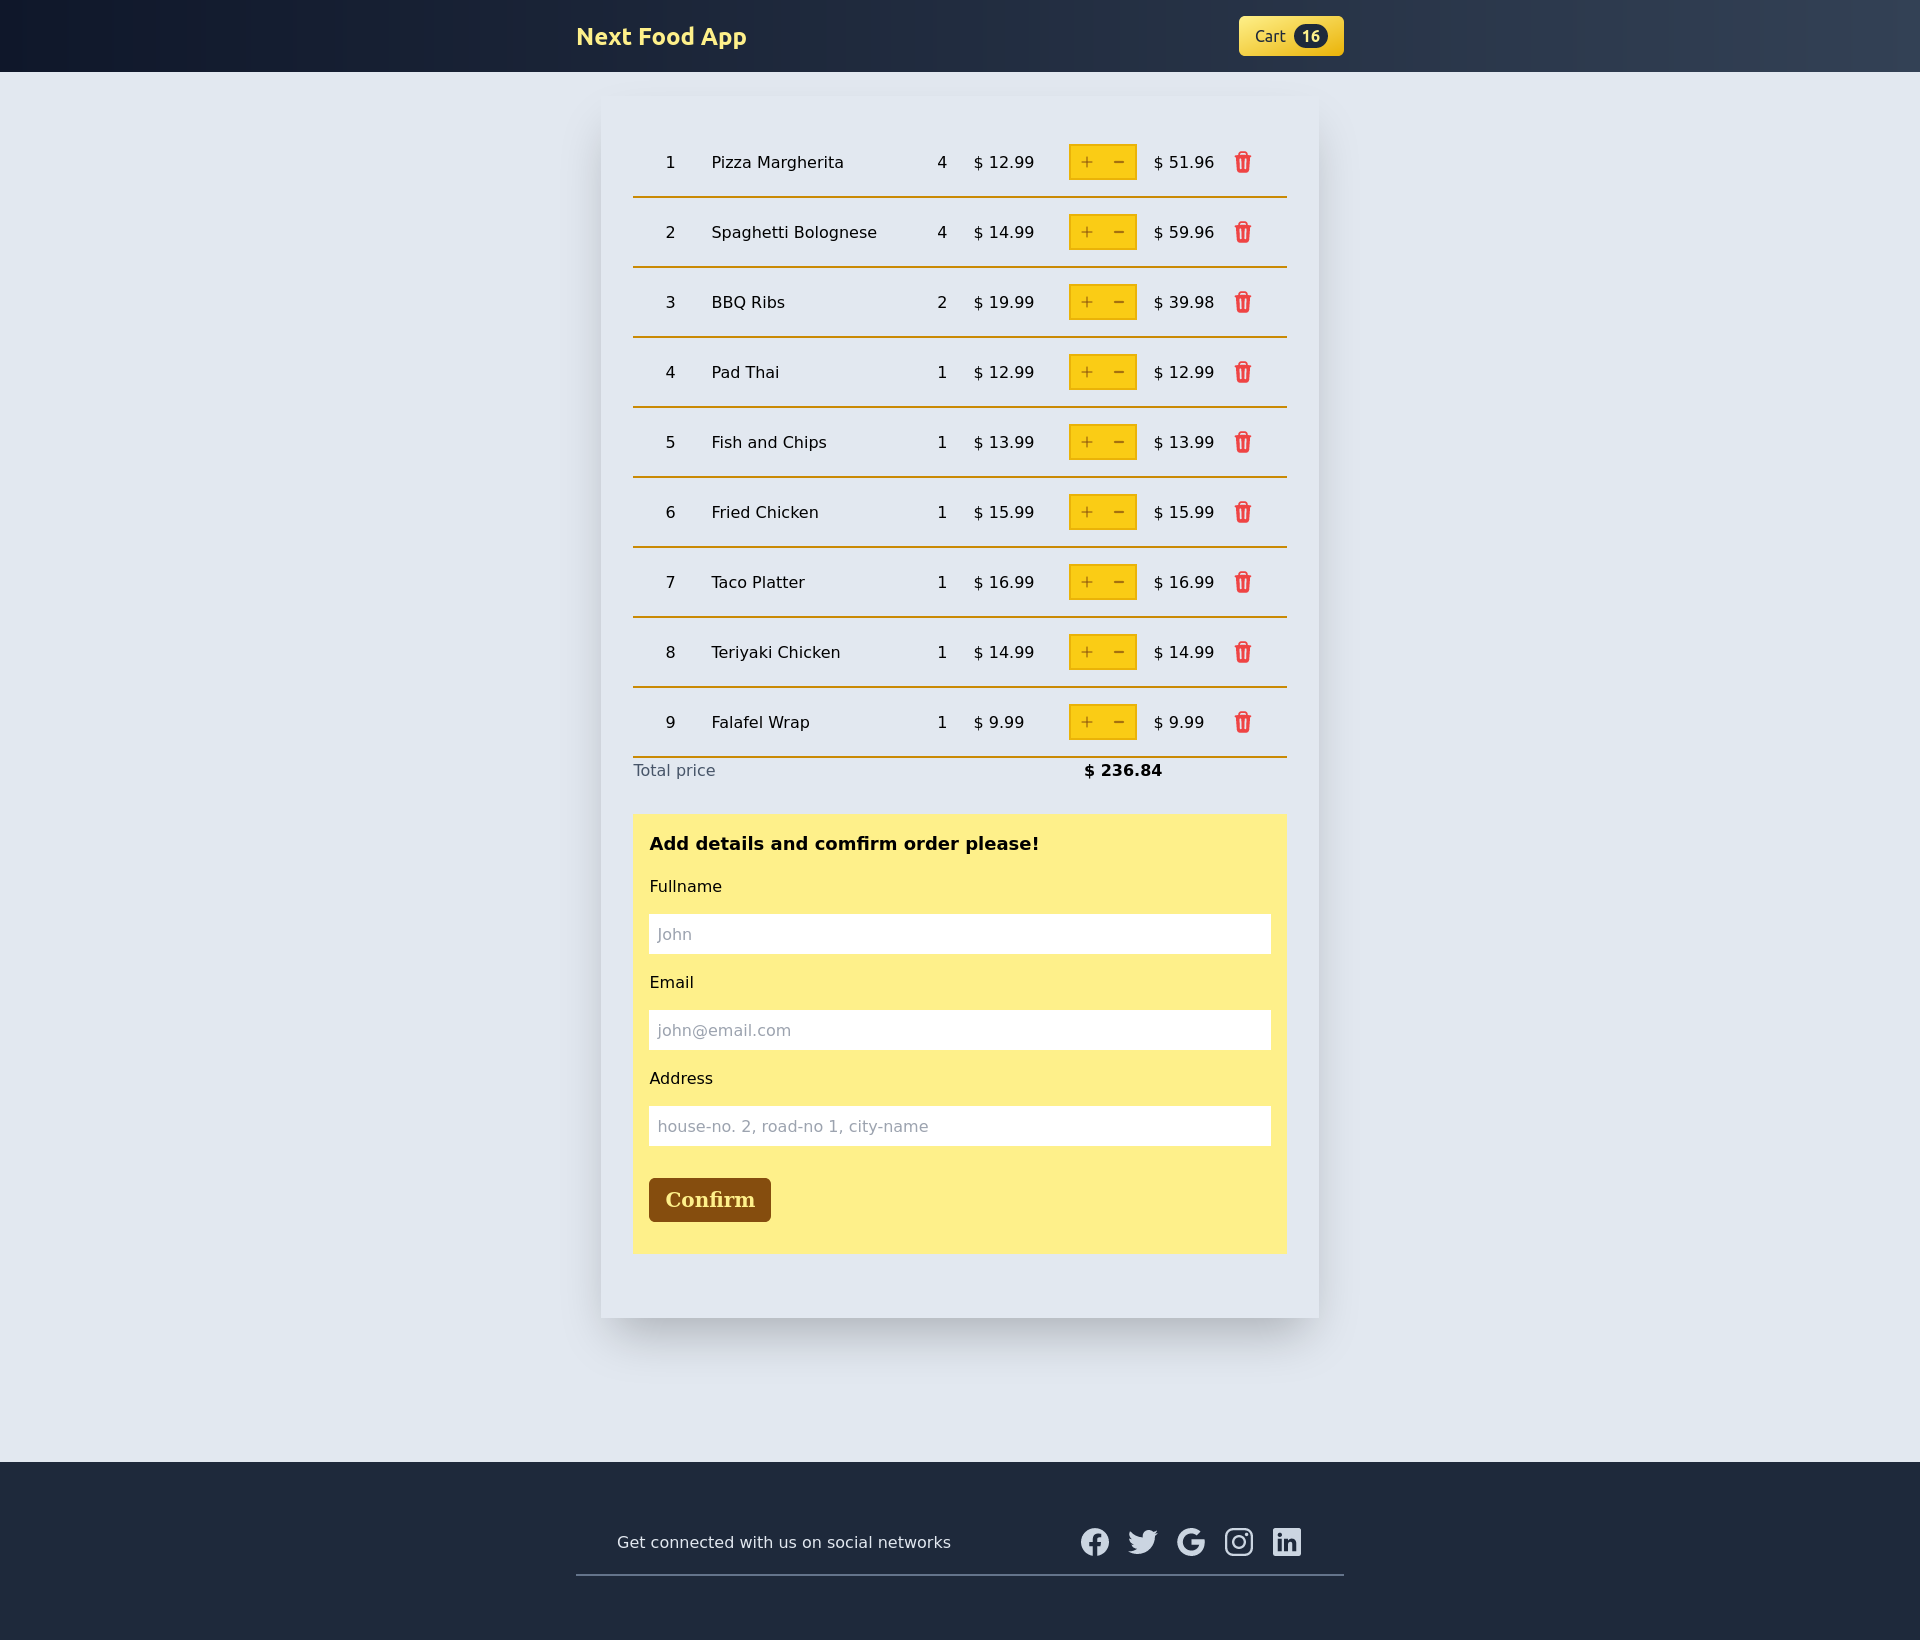 Next Food App
Cart 16
1 Pizza Margherita 4 $ 12.99 + − $ 51.96
2 Spaghetti Bolognese 4 $ 14.99 + − $ 59.96
3 BBQ Ribs 2 $ 19.99 + − $ 39.98
4 Pad Thai 1 $ 12.99 + − $ 12.99
5 Fish and Chips 1 $ 13.99 + − $ 13.99
6 Fried Chicken 1 $ 15.99 + − $ 15.99
7 Taco Platter 1 $ 16.99 + − $ 16.99
8 Teriyaki Chicken 1 $ 14.99 + − $ 14.99
9 Falafel Wrap 1 $ 9.99 + − $ 9.99
Total price $ 236.84
Add details and comfirm order please!
Fullname
John
Email
john@email.com
Address
house-no. 2, road-no 1, city-name
Confirm
Get connected with us on social networks